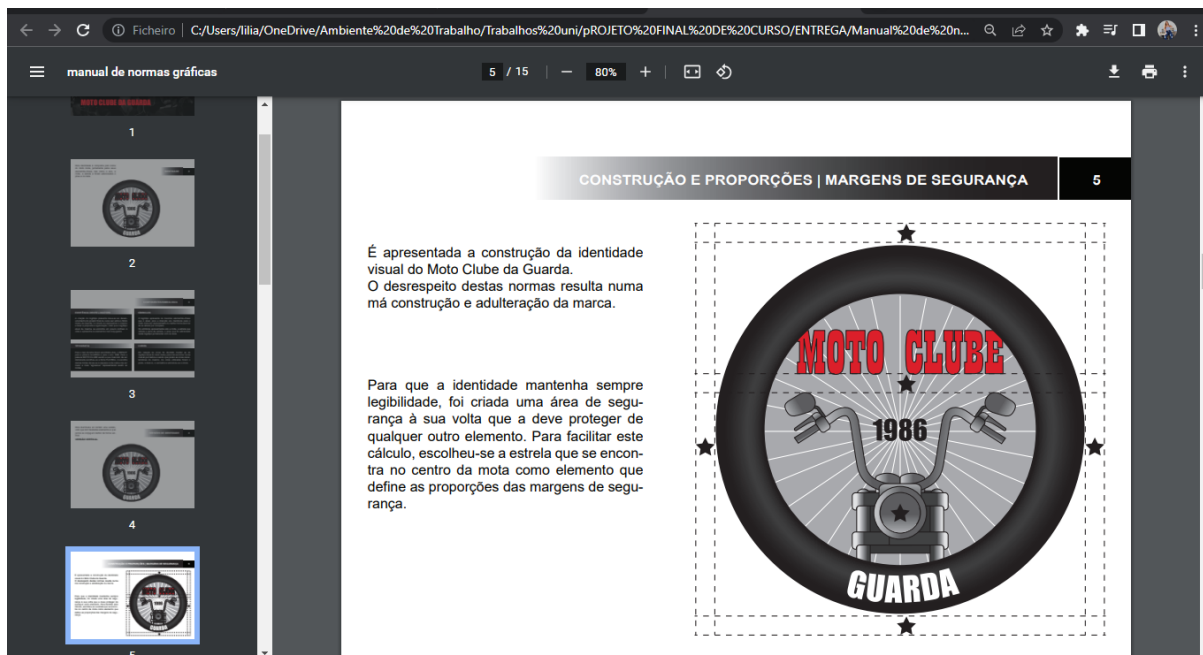 Ficheiro C:/Users/lilia/OneDrive/Ambiente%20de%20Trabalho/Trabalhos%20uni/pROJETO%20FINAL%20DE%20CURSO/ENTREGA/Manual%20de%20n...
manual de normas gráficas
5 / 15
80%
MOTO CLUBE DA GUARDA
1
2
3
4
5
CONSTRUÇÃO E PROPORÇÕES | MARGENS DE SEGURANÇA 5
É apresentada a construção da identidade
visual do Moto Clube da Guarda.
O desrespeito destas normas resulta numa
má construção e adulteração da marca.
Para que a identidade mantenha sempre
legibilidade, foi criada uma área de segu-
rança à sua volta que a deve proteger de
qualquer outro elemento. Para facilitar este
cálculo, escolheu-se a estrela que se encon-
tra no centro da mota como elemento que
define as proporções das margens de segu-
rança.
MOTO CLUBE
1986
GUARDA